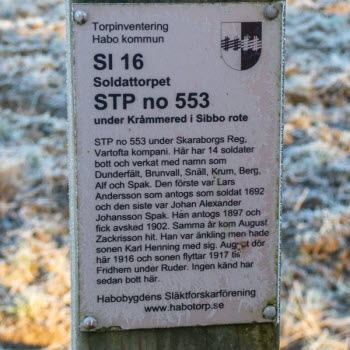 Torpinventering
Habo kommun
SI 16
Soldattorpet
STP no 553
under Kråmmered i Sibbo rote
STP no 553 under Skaraborgs Reg,
Vartofta kompani. Här har 14 soldater
bott och verkat med namn som
Dunderfält, Brunvall, Snäll, Krum, Berg,
Alf och Spak. Den förste var Lars
Andersson som antogs som soldat 1692
och den siste var Johan Alexander
Johansson Spak. Han antogs 1897 och
fick avsked 1902. Samma år kom August
Zackrisson hit. Han var änkling men hade
sonen Karl Henning med sig. August dör
här 1916 och sonen flyttar 1917 till
Fridhem under Ruder. Ingen känd har
sedan bott här.
Habobygdens Släktforskarförening
www.habotorp.se